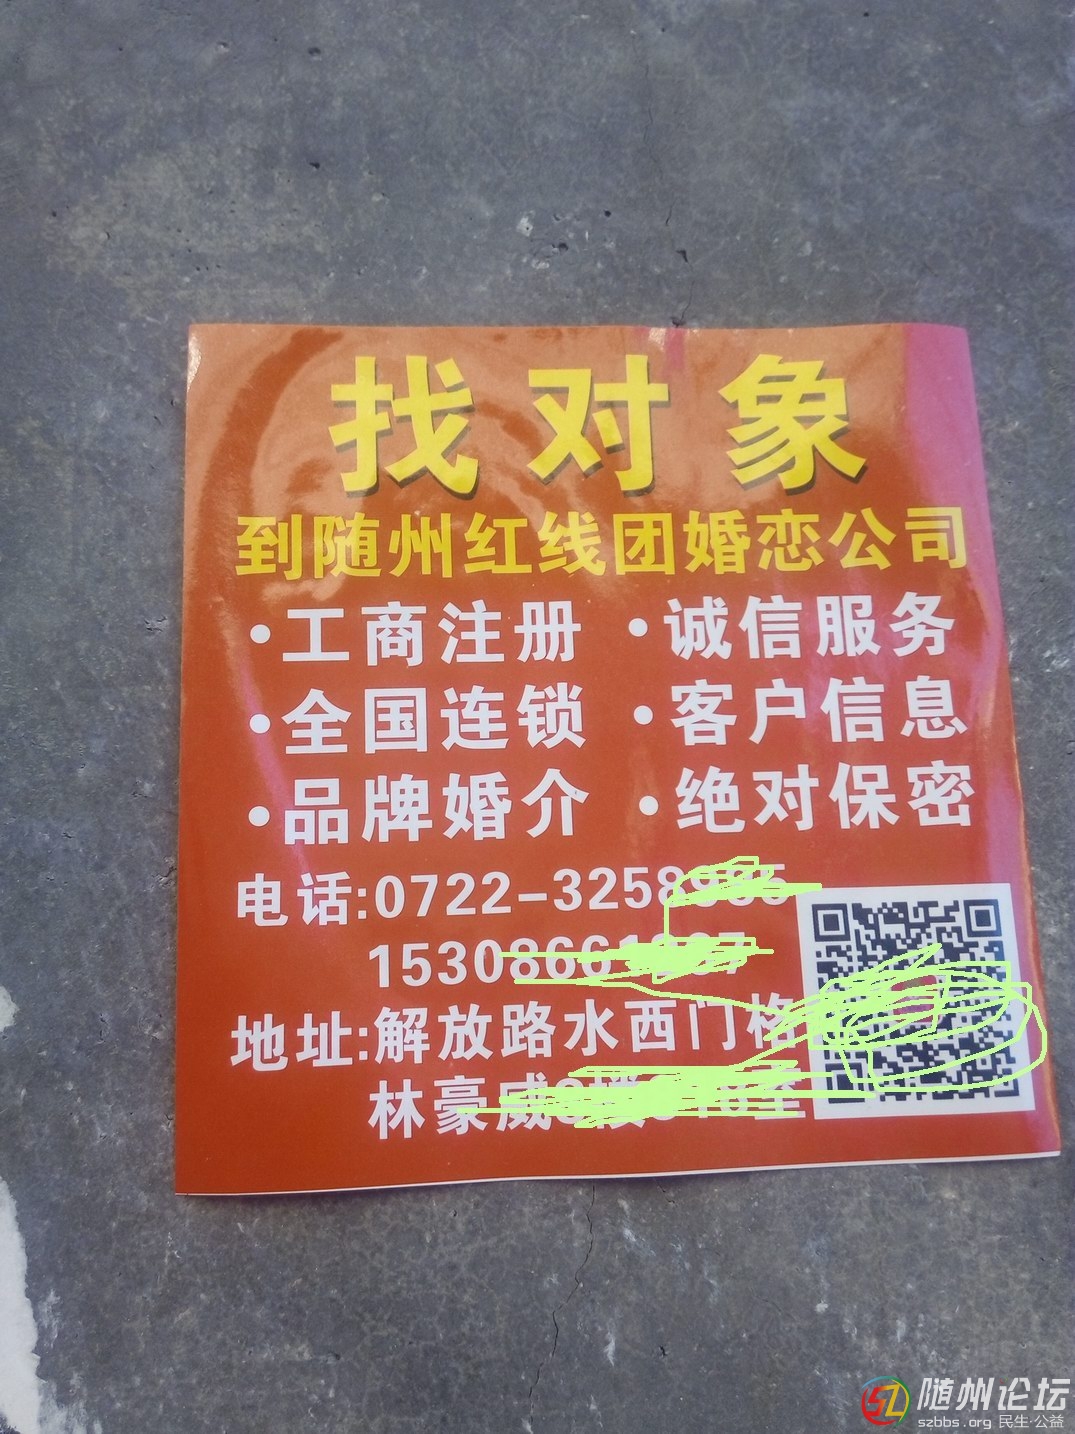 找对象
到随州红线团婚恋公司
·工商注册 ·诚信服务
·全国连锁 ·客户信息
·品牌婚介 ·绝对保密
电话:0722-3258
15308661
地址:解放路水西门格
林豪威
随州论坛
szbbs.org 民生·公益